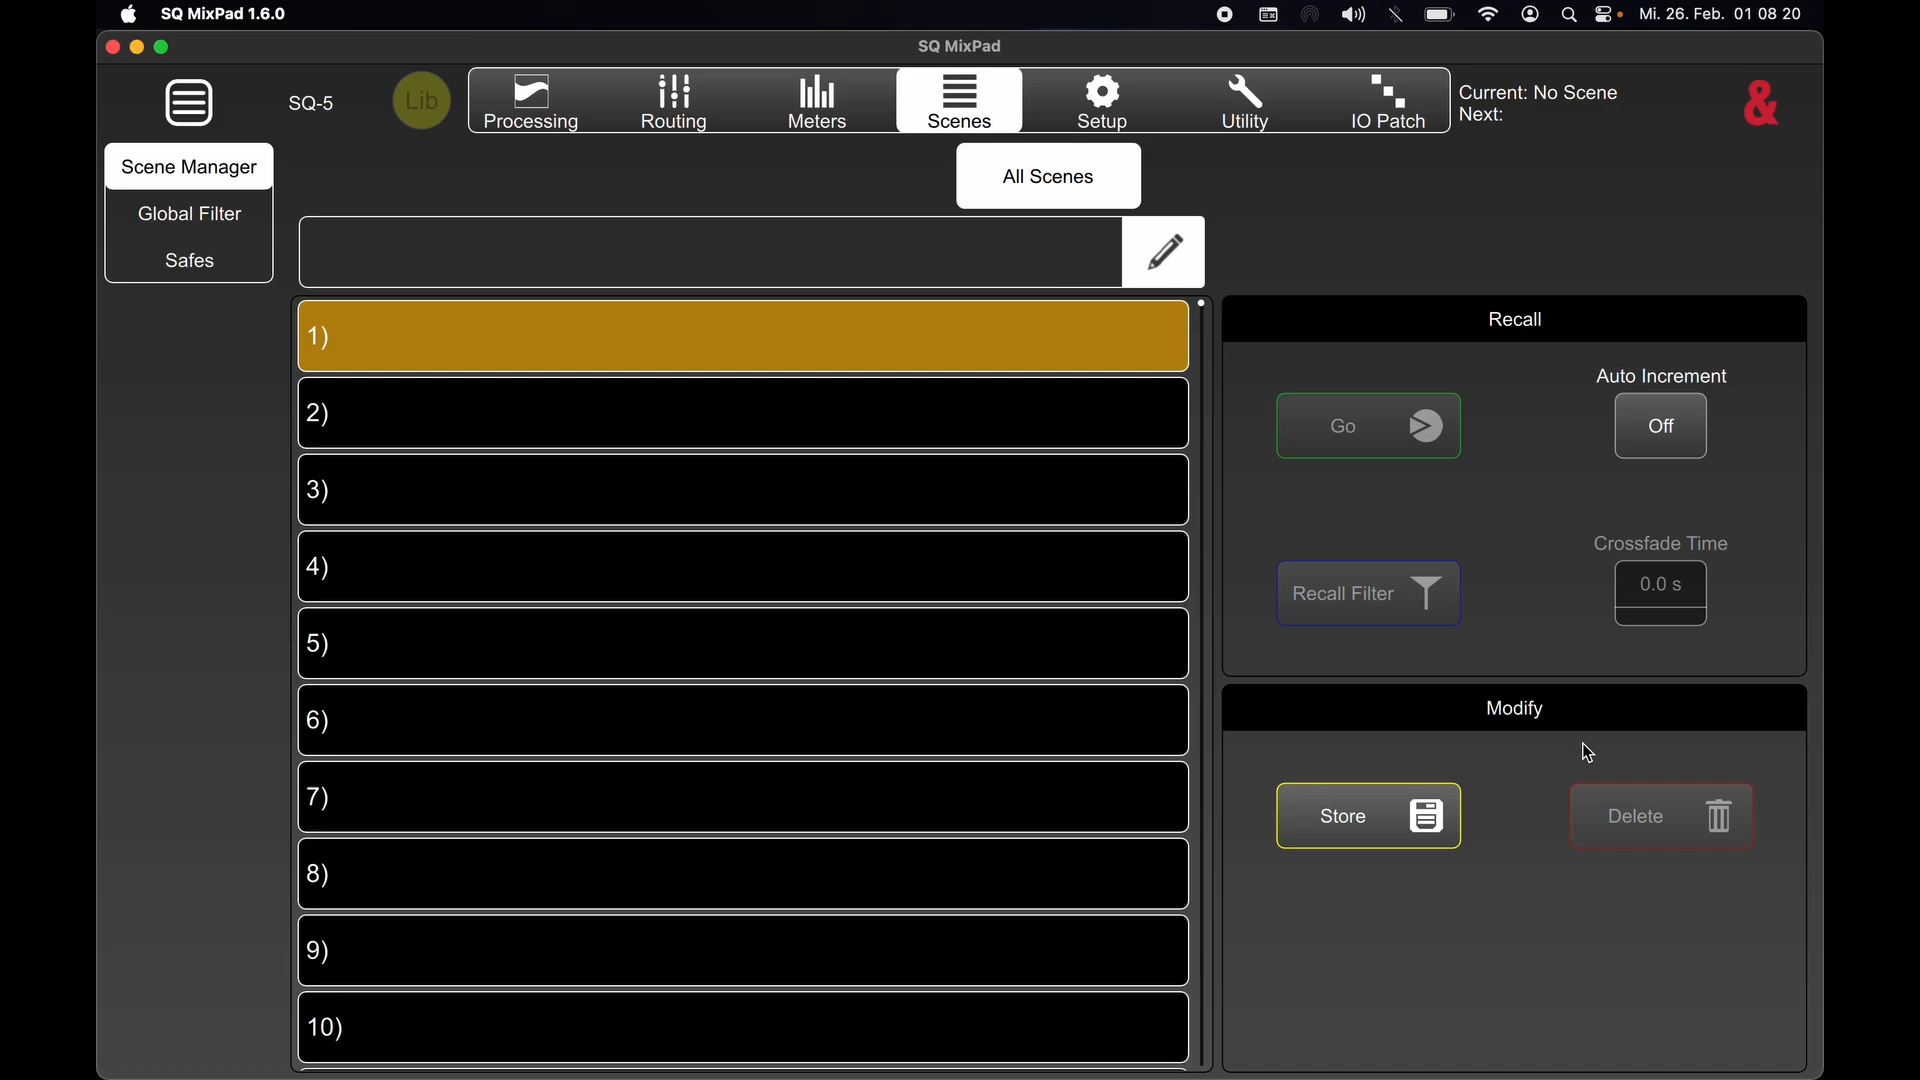 SQ MixPad 1.6.0
Mi. 26. Feb. 01 08 20
SQ MixPad
SQ-5
Lib
Processing
Routing
Meters
Scenes
Setup
Utility
IO Patch
Current: No Scene
Next:
&
Scene Manager
Global Filter
Safes
All Scenes
1)
2)
3)
4)
5)
6)
7)
8)
9)
10)
Recall
Auto Increment
Go
Off
Crossfade Time
Recall Filter
0.0 s
Modify
Store
Delete